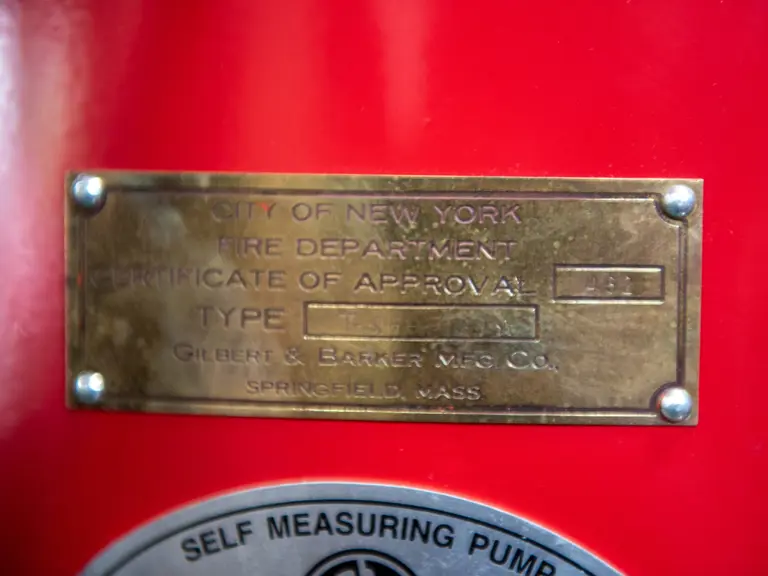 CITY OF NEW YORK
FIRE DEPARTMENT
CERTIFICATE OF APPROVAL
TYPE
GILBERT & BARKER MFG. CO.,
SPRINGFIELD, MASS.
SELF MEASURING PUMP